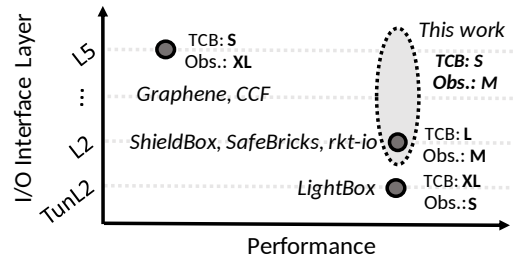 I/O Interface Layer
L5
...
L2
TunL2
This work
TCB: S
Obs.: XL
TCB: S
Obs.: M
Graphene, CCF
ShieldBox, SafeBricks, rkt-io
TCB: L
Obs.: M
LightBox
TCB: XL
Obs.: S
Performance